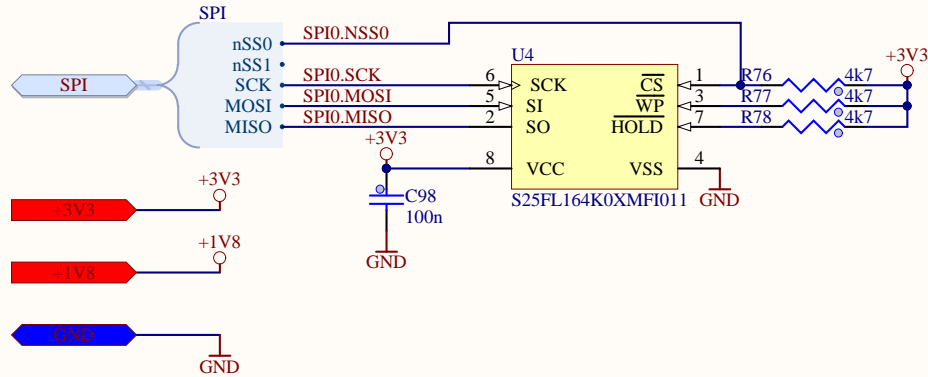 SPI
nSS0
nSS1
SCK
MOSI
MISO
SPI
SPI0.NSS0
SPI0.SCK
SPI0.MOSI
SPI0.MISO
U4
6
5
2
8
SCK
SI
SO
VCC
CS
WP
HOLD
VSS
1
3
7
4
S25FL164K0XMFI011
R76
R77
R78
4k7
4k7
+3V3
+3V3
C98
100n
GND
GND
+3V3
+3V3
+1V8
+1V8
GND
GND